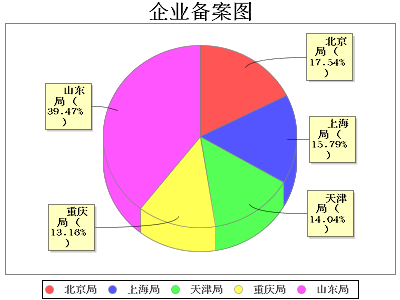 企业备案图
北京
局（
17.54%
）
山东
局（
39.47%
）
上海
局（
15.79%
）
天津
局（
14.04%
）
重庆
局（
13.16%
）
北京局 上海局 天津局 重庆局 山东局